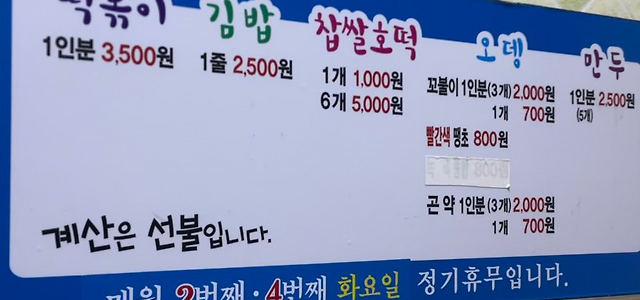 떡볶이
1인분 3,500원
김밥
1줄 2,500원
찹쌀호떡
1개 1,000원
6개 5,000원
오뎅
꼬불이 1인분(3개) 2,000원
1개 700원
빨간색 땡초 800원
곤약 1인분(3개) 2,000원
1개 700원
만두
1인분 2,500원
(5개)
계산은 선불입니다.
매월 2번째·4번째 화요일 정기휴무입니다.